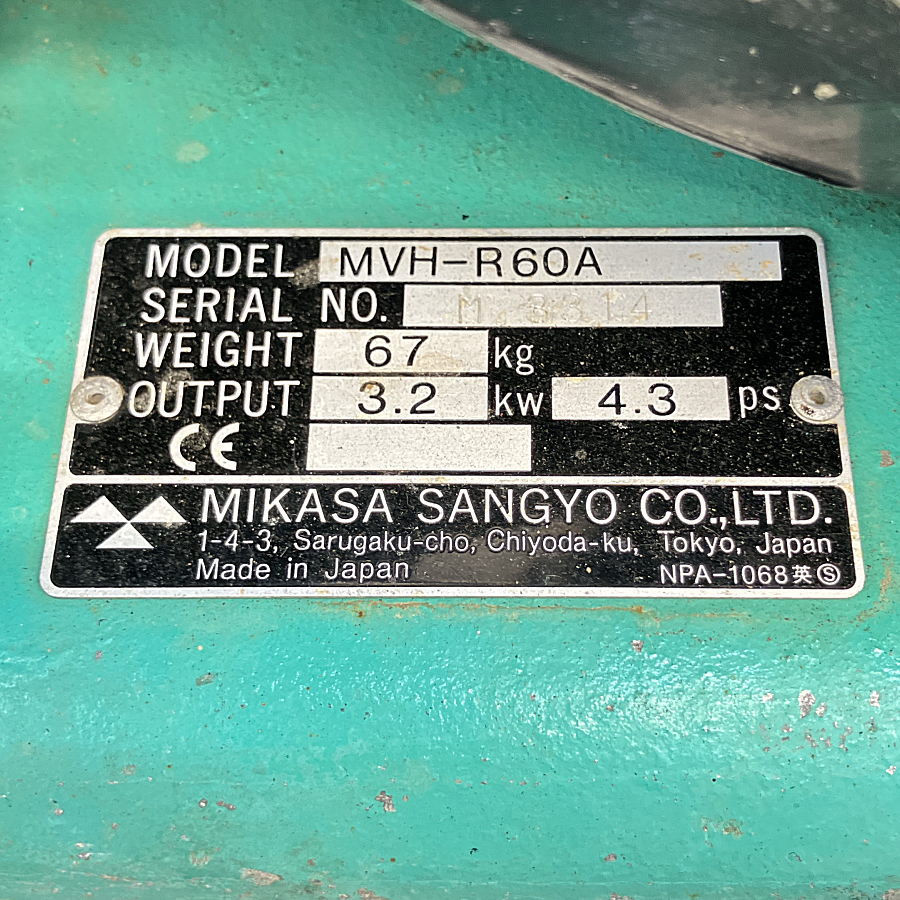 MODEL MVH-R60A
SERIAL NO. M-3314
WEIGHT 67 kg
OUTPUT 3.2 kw 4.3 ps
CE
MIKASA SANGYO CO.,LTD.
1-4-3, Sarugaku-cho, Chiyoda-ku, Tokyo, Japan
Made in Japan NPA-1068英Ⓢ